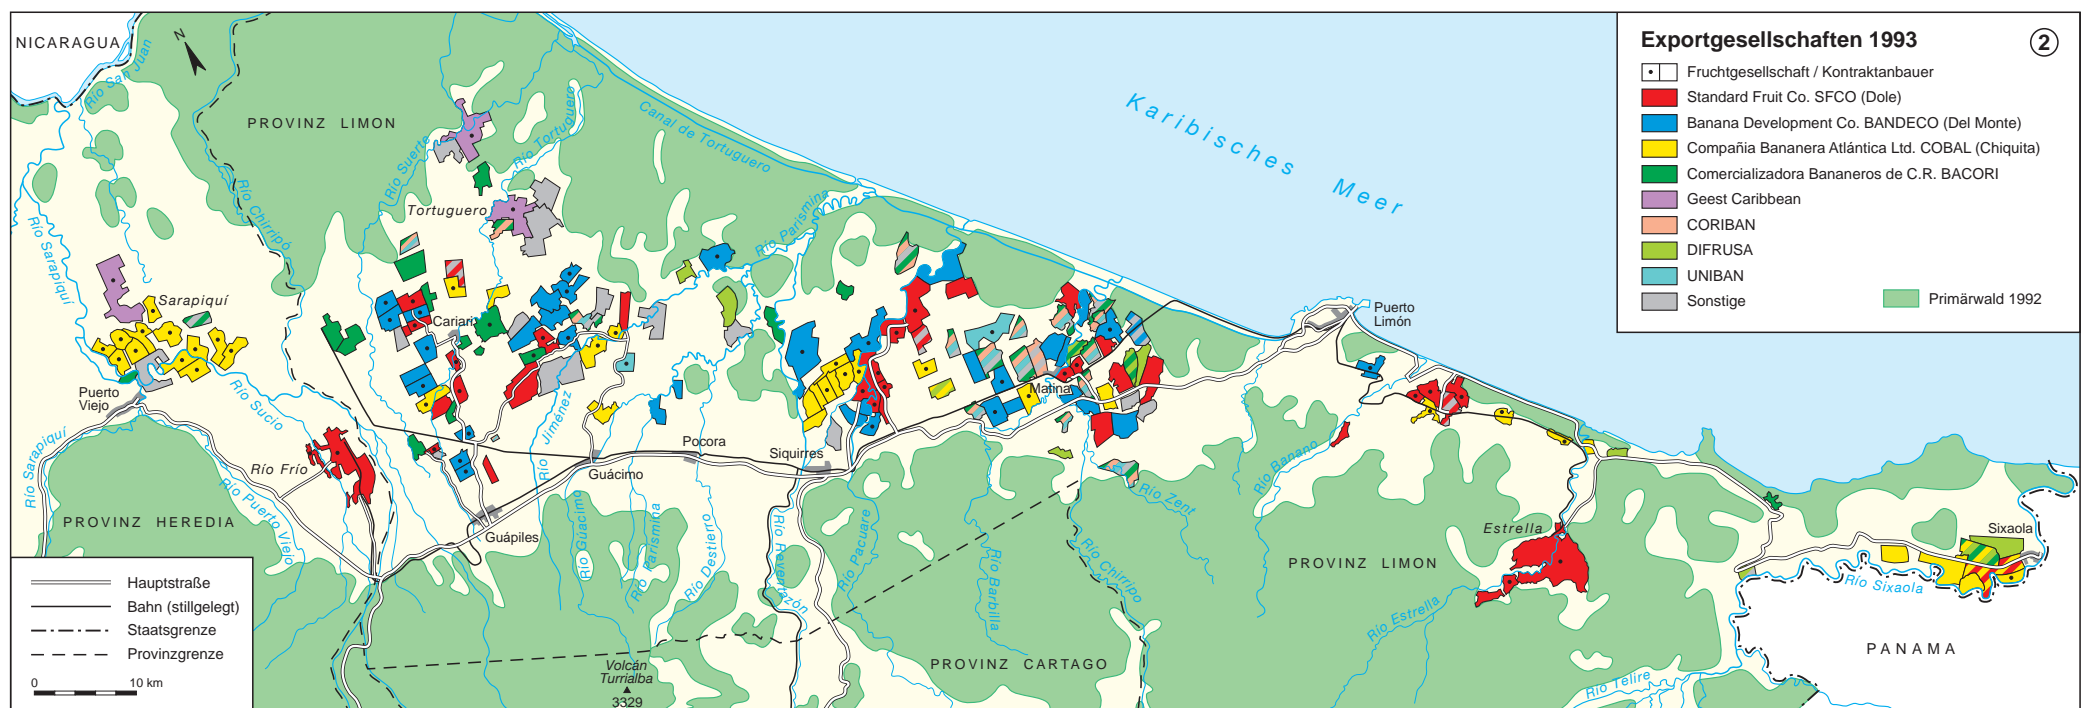 NICARAGUA
N
Río San Juan
PROVINZ LIMON
Río Suerte
Río Tortuguero
Canal de Tortuguero
Karibisches Meer
Exportgesellschaften 1993
2
Fruchtgesellschaft / Kontraktanbauer
Standard Fruit Co. SFCO (Dole)
Banana Development Co. BANDECO (Del Monte)
Compañia Bananera Atlántica Ltd. COBAL (Chiquita)
Comercializadora Bananeros de C.R. BACORI
Geest Caribbean
CORIBAN
DIFRUSA
UNIBAN
Sonstige
Primärwald 1992
Río Chirripó
Tortuguero
Río Parismina
Río Sarapiquí
Sarapiquí
Cariari
Puerto
Limón
Puerto
Viejo
Río Sucio
Matina
Río Jiménez
Pocora
Siquirres
Guácimo
Río Frío
Río Sarapiquí
Río Puerto Viejo
Río Banano
Río Zent
PROVINZ HEREDIA
Guápiles
Río Guácimo
Río Parismina
Río Destierro
Río Reventazón
Río Pacuare
Río Barbilla
Río Chirripo
Estrella
PROVINZ LIMON
Sixaola
Río Sixaola
Río Estrella
PANAMA
Río Telire
PROVINZ CARTAGO
Volcán
Turrialba
3329
Hauptstraße
Bahn (stillgelegt)
Staatsgrenze
Provinzgrenze
0 10 km